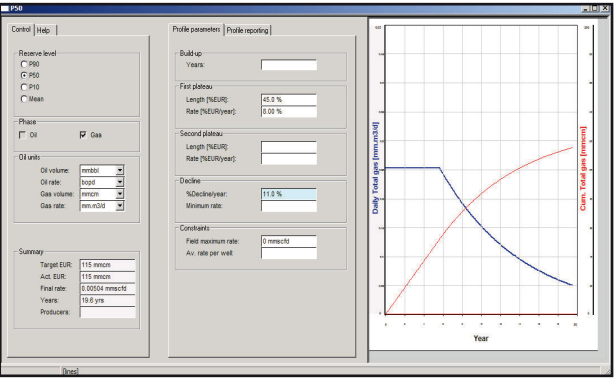 P50
Control Help
Reserve level
P90
P50
P10
Mean
Phase
Oil Gas
Oil units
Oil volume: mmbbl
Oil rate: bopd
Gas volume: mmcm
Gas rate: mm.m3/d
Summary
Target EUR: 115 mmcm
Act. EUR: 115 mmcm
Final rate: 0.00504 mmscfd
Years: 19.6 yrs
Producers:
Profile parameters Profile reporting
Build-up
Years:
First plateau
Length [%EUR]: 45.0 %
Rate [%EUR/year]: 8.00 %
Second plateau
Length [%EUR]:
Rate [%EUR/year]:
Decline
%Decline/year: 11.0 %
Minimum rate:
Constraints
Field maximum rate: 0 mmscfd
Av. rate per well:
Daily Total gas [mm.m3/d]
Cum. Total gas [mmcm]
Year
[lines]